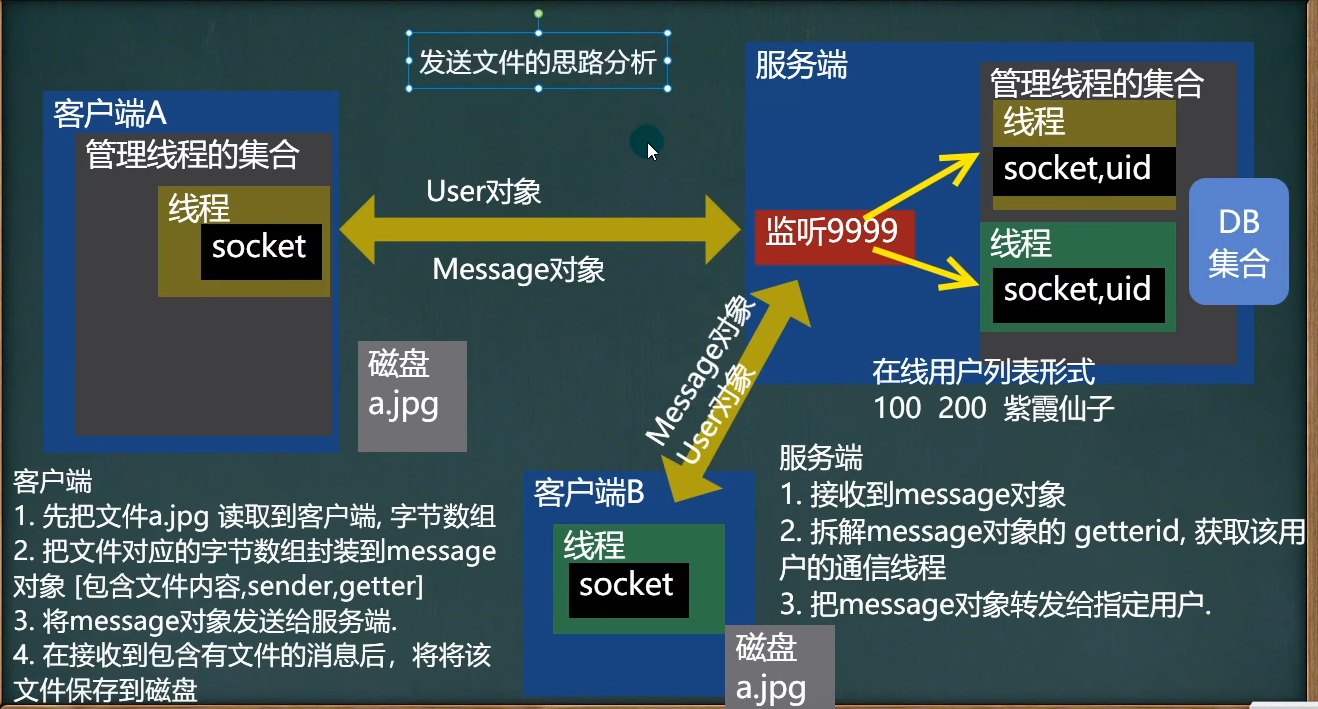 发送文件的思路分析
客户端A
管理线程的集合
线程
socket
User对象
Message对象
磁盘
a.jpg
服务端
管理线程的集合
线程
socket,uid
监听9999
线程
socket,uid
DB
集合
在线用户列表形式
100 200 紫霞仙子
Message对象
User对象
客户端B
线程
socket
磁盘
a.jpg
客户端
1. 先把文件a.jpg 读取到客户端, 字节数组
2. 把文件对应的字节数组封装到message
对象 [包含文件内容,sender,getter]
3. 将message对象发送给服务端.
4. 在接收到包含有文件的消息后，将将该
文件保存到磁盘
服务端
1. 接收到message对象
2. 拆解message对象的 getterid, 获取该用
户的通信线程
3. 把message对象转发给指定用户.